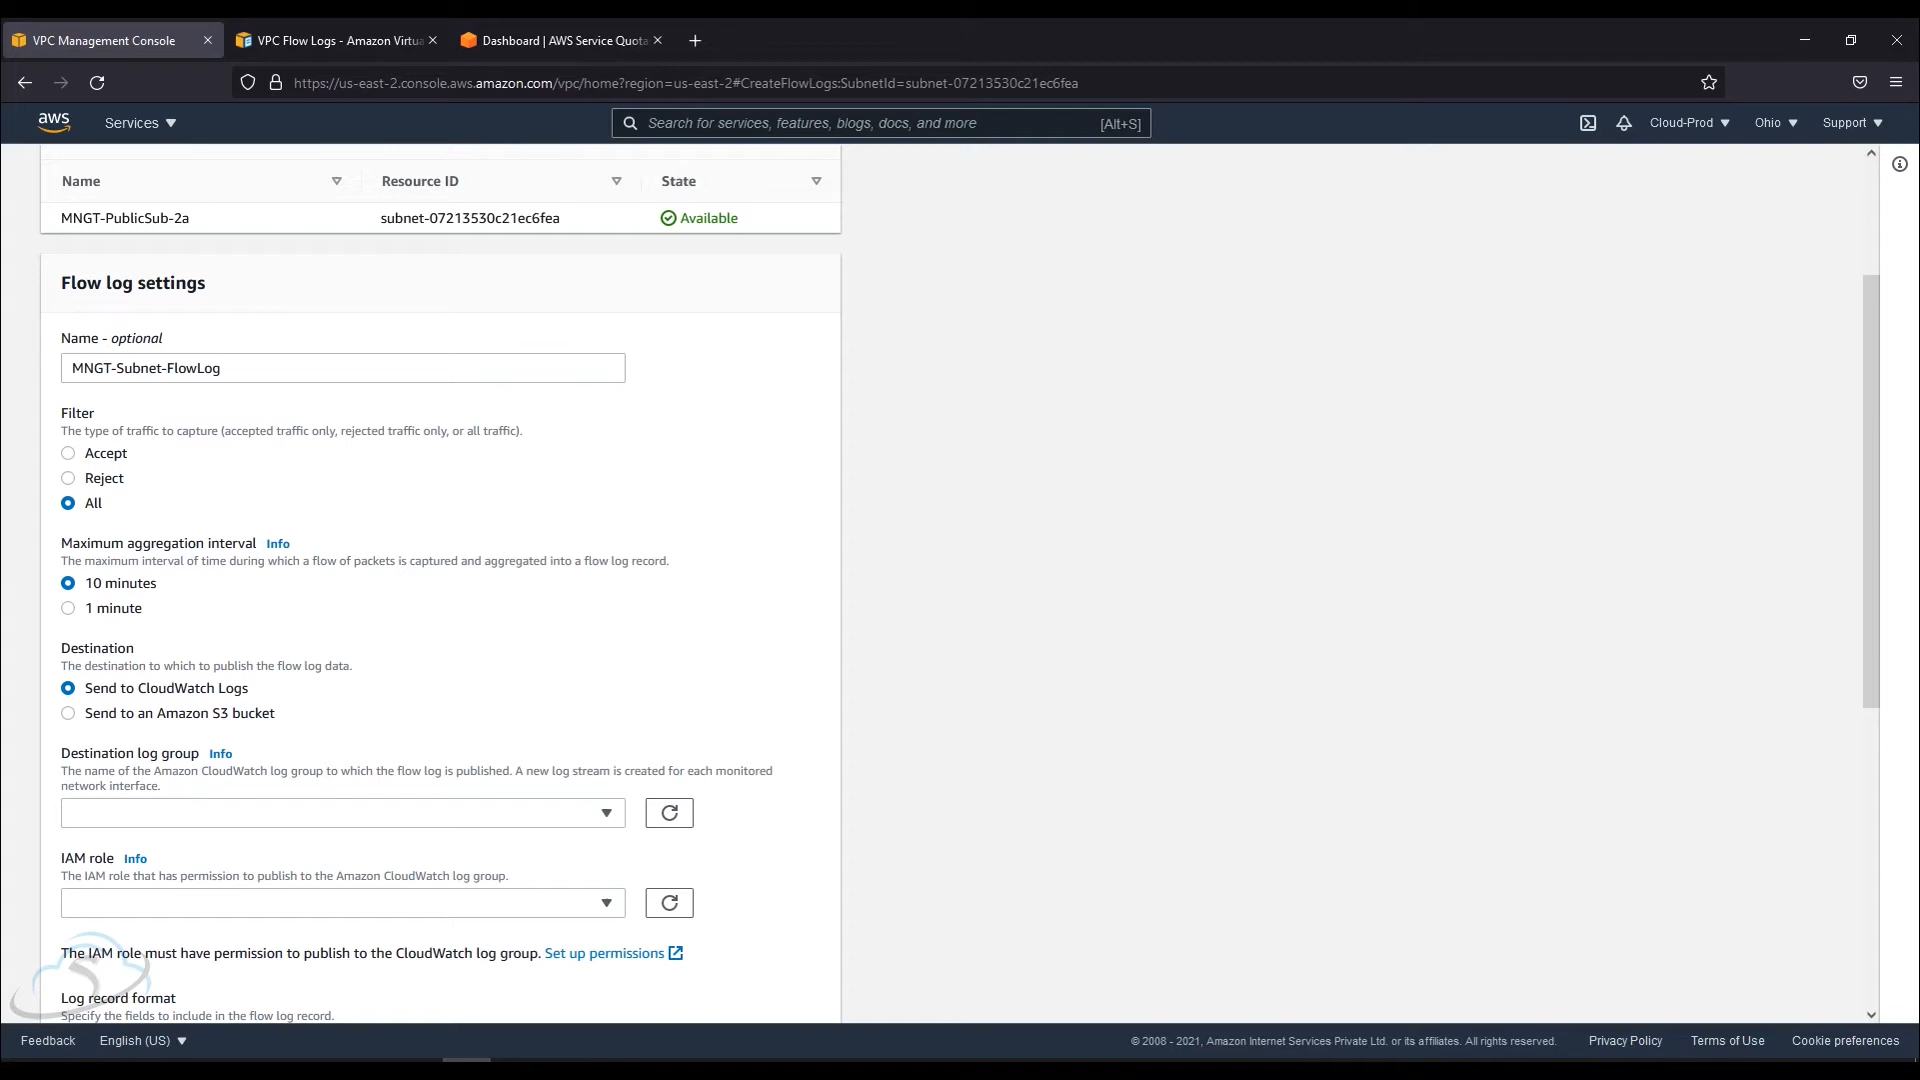 VPC Management Console
VPC Flow Logs - Amazon Virtua
Dashboard | AWS Service Quota
https://us-east-2.console.aws.amazon.com/vpc/home?region=us-east-2#CreateFlowLogs:SubnetId=subnet-07213530c21ec6fea
aws
Services
Search for services, features, blogs, docs, and more
[Alt+S]
Cloud-Prod
Ohio
Support
Name
Resource ID
State
MNGT-PublicSub-2a
subnet-07213530c21ec6fea
Available
Flow log settings
Name - optional
MNGT-Subnet-FlowLog
Filter
The type of traffic to capture (accepted traffic only, rejected traffic only, or all traffic).
Accept
Reject
All
Maximum aggregation interval Info
The maximum interval of time during which a flow of packets is captured and aggregated into a flow log record.
10 minutes
1 minute
Destination
The destination to which to publish the flow log data.
Send to CloudWatch Logs
Send to an Amazon S3 bucket
Destination log group Info
The name of the Amazon CloudWatch log group to which the flow log is published. A new log stream is created for each monitored
network interface.
IAM role Info
The IAM role that has permission to publish to the Amazon CloudWatch log group.
The IAM role must have permission to publish to the CloudWatch log group. Set up permissions
Log record format
Specify the fields to include in the flow log record.
Feedback
English (US)
© 2008 - 2021, Amazon Internet Services Private Ltd. or its affiliates. All rights reserved.
Privacy Policy
Terms of Use
Cookie preferences